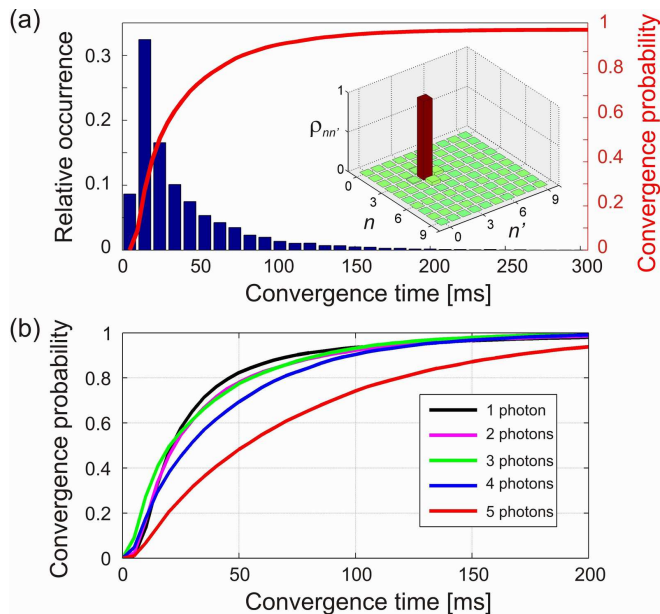 (a)
Relative occurrence
0.3
0.2
0.1
0
0 50 100 150 200 250 300
Convergence time [ms]
1
0.8
0.6
0.4
0.2
0
Convergence probability
1
0
ρnn'
0 3 6 9
n
0 3 6 9
n'
(b)
Convergence probability
1
0.8
0.6
0.4
0.2
0
0 50 100 150 200
Convergence time [ms]
1 photon
2 photons
3 photons
4 photons
5 photons